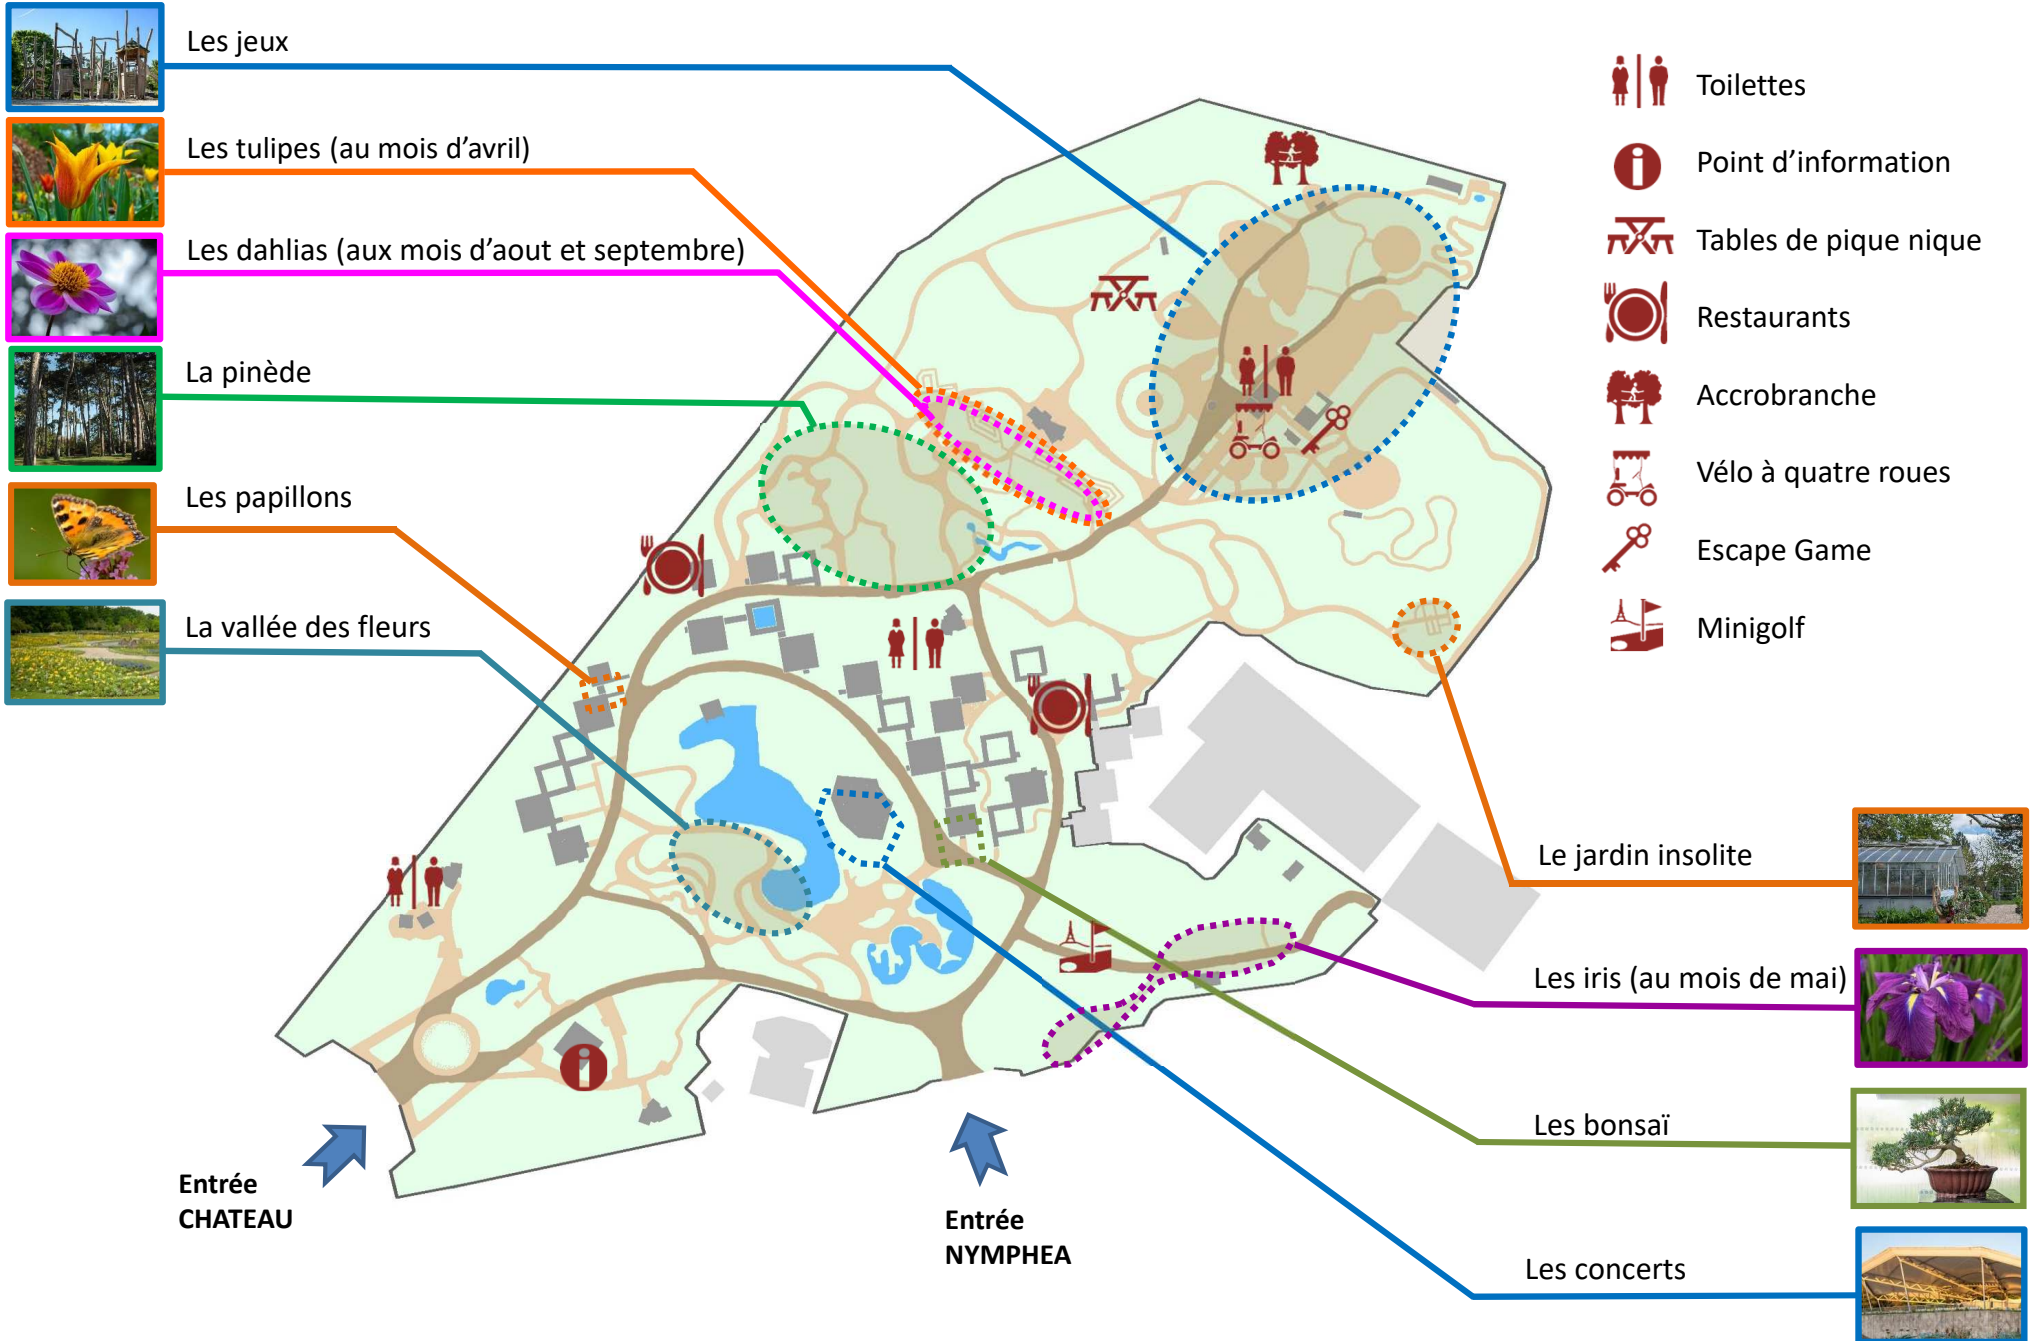 Les jeux
Les tulipes (au mois d’avril)
Les dahlias (aux mois d’aout et septembre)
La pinède
Les papillons
La vallée des fleurs
Toilettes
Point d’information
Tables de pique nique
Restaurants
Accrobranche
Vélo à quatre roues
Escape Game
Minigolf
Le jardin insolite
Les iris (au mois de mai)
Les bonsaï
Les concerts
Entrée
CHATEAU
Entrée
NYMPHEA